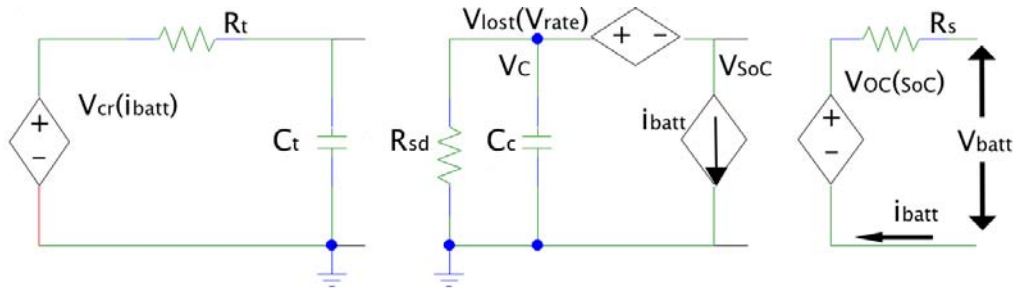 Rt
Vcr(ibatt)
+
−
Ct
Vlost(Vrate)
+ −
VC
VSoC
Rsd
Cc
ibatt
Rs
VOC(SoC)
+
−
Vbatt
ibatt